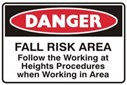 DANGER
FALL RISK AREA
Follow the Working at
Heights Procedures
when Working in Area